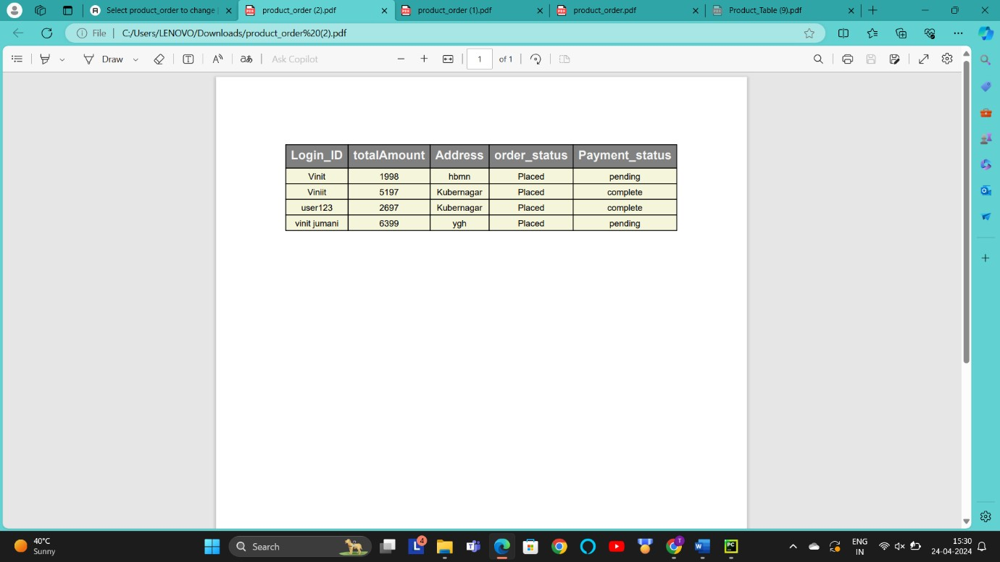 Select product_order to change
product_order (2).pdf
product_order (1).pdf
product_order.pdf
Product_Table (9).pdf
File | C:/Users/LENOVO/Downloads/product_order%20(2).pdf
Draw
aあ
Ask Copilot
1 of 1
Login_ID totalAmount Address order_status Payment_status
Vinit 1998 hbmn Placed pending
Viniit 5197 Kubernagar Placed complete
user123 2697 Kubernagar Placed complete
vinit jumani 6399 ygh Placed pending
40°C
Sunny
Search
4
ENG
IN
15:30
24-04-2024